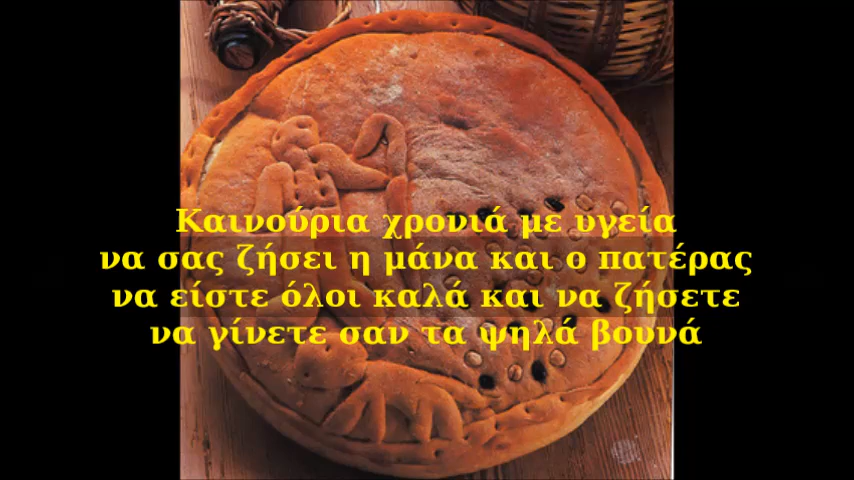 Καινούρια χρονιά με υγεία
να σας ζήσει η μάνα και ο πατέρας
να είστε όλοι καλά και να ζήσετε
να γίνετε σαν τα ψηλά βουνά